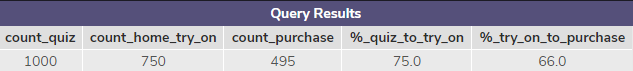 Query Results
count_quiz count_home_try_on count_purchase %_quiz_to_try_on %_try_on_to_purchase
1000 750 495 75.0 66.0